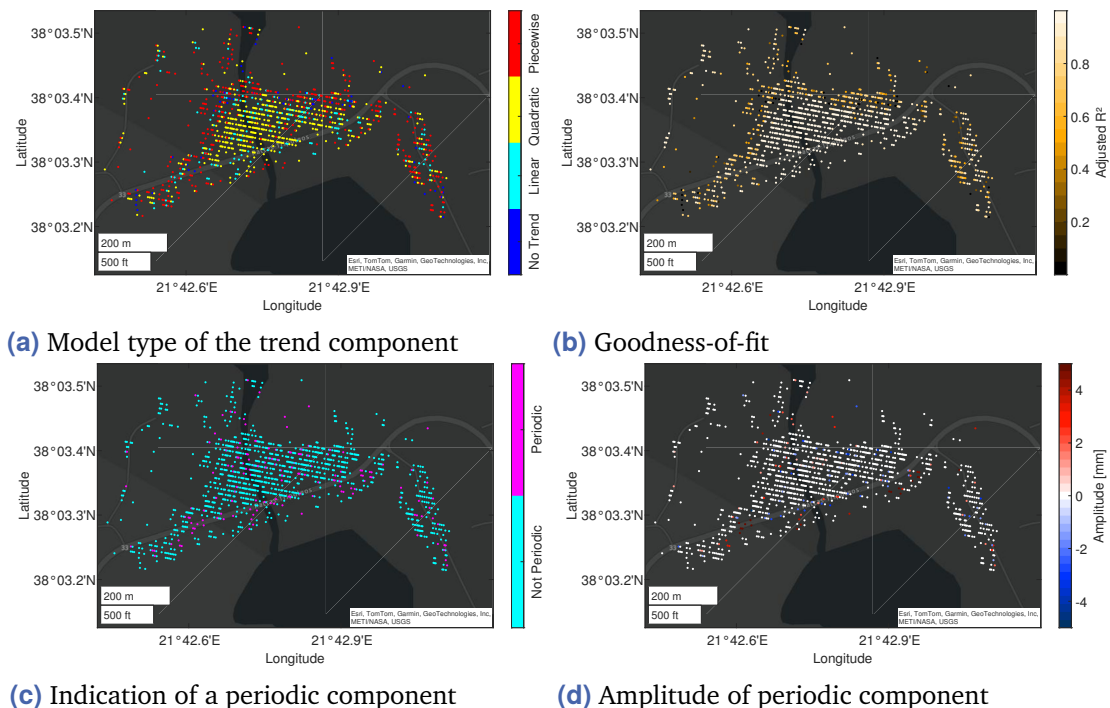 38°03.5'N
38°03.4'N
38°03.3'N
38°03.2'N
Latitude
33
200 m
500 ft
Esri, TomTom, Garmin, GeoTechnologies, Inc,
METI/NASA, USGS
21°42.6'E 21°42.9'E
Longitude
Piecewise
Quadratic
Linear
No Trend
38°03.5'N
38°03.4'N
38°03.3'N
38°03.2'N
Latitude
33
200 m
500 ft
Esri, TomTom, Garmin, GeoTechnologies, Inc,
METI/NASA, USGS
21°42.6'E 21°42.9'E
Longitude
0.8
0.6
0.4
0.2
Adjusted R²
(a) Model type of the trend component
(b) Goodness-of-fit
38°03.5'N
38°03.4'N
38°03.3'N
38°03.2'N
Latitude
33
200 m
500 ft
Esri, TomTom, Garmin, GeoTechnologies, Inc,
METI/NASA, USGS
21°42.6'E 21°42.9'E
Longitude
Periodic
Not Periodic
38°03.5'N
38°03.4'N
38°03.3'N
38°03.2'N
Latitude
33
200 m
500 ft
Esri, TomTom, Garmin, GeoTechnologies, Inc,
METI/NASA, USGS
21°42.6'E 21°42.9'E
Longitude
4
2
0
-2
-4
Amplitude [mm]
(c) Indication of a periodic component
(d) Amplitude of periodic component